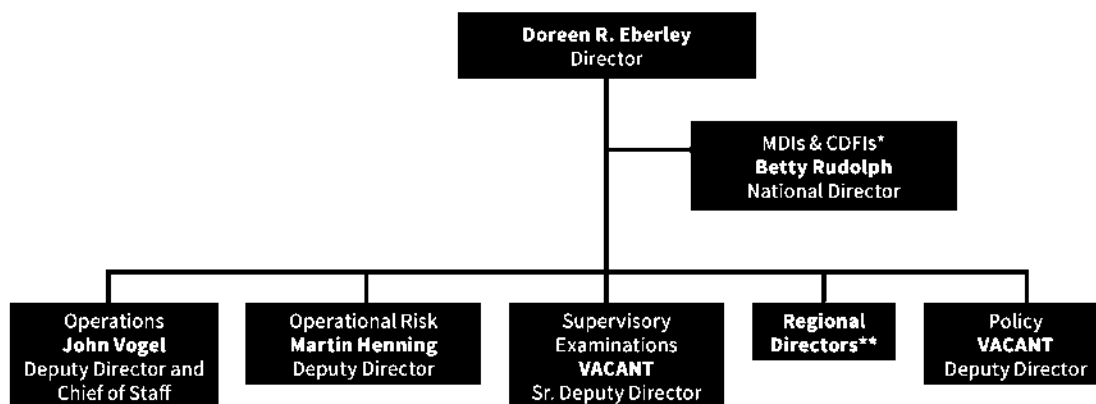 Doreen R. Eberley
Director
MDIs & CDFIs*
Betty Rudolph
National Director
Operations
John Vogel
Deputy Director and
Chief of Staff
Operational Risk
Martin Henning
Deputy Director
Supervisory
Examinations
VACANT
Sr. Deputy Director
Regional
Directors**
Policy
VACANT
Deputy Director